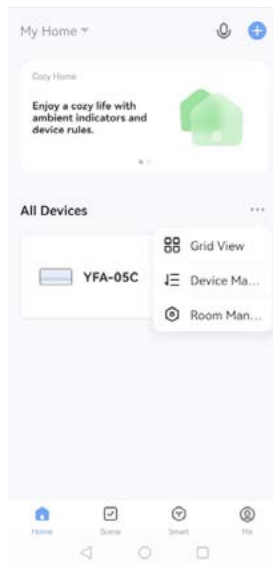 My Home
Cozy Home
Enjoy a cozy life with
ambient indicators and
device rules.
All Devices
Grid View
YFA-05C
Device Ma...
Room Man...
Home
Scene
Smart
Me